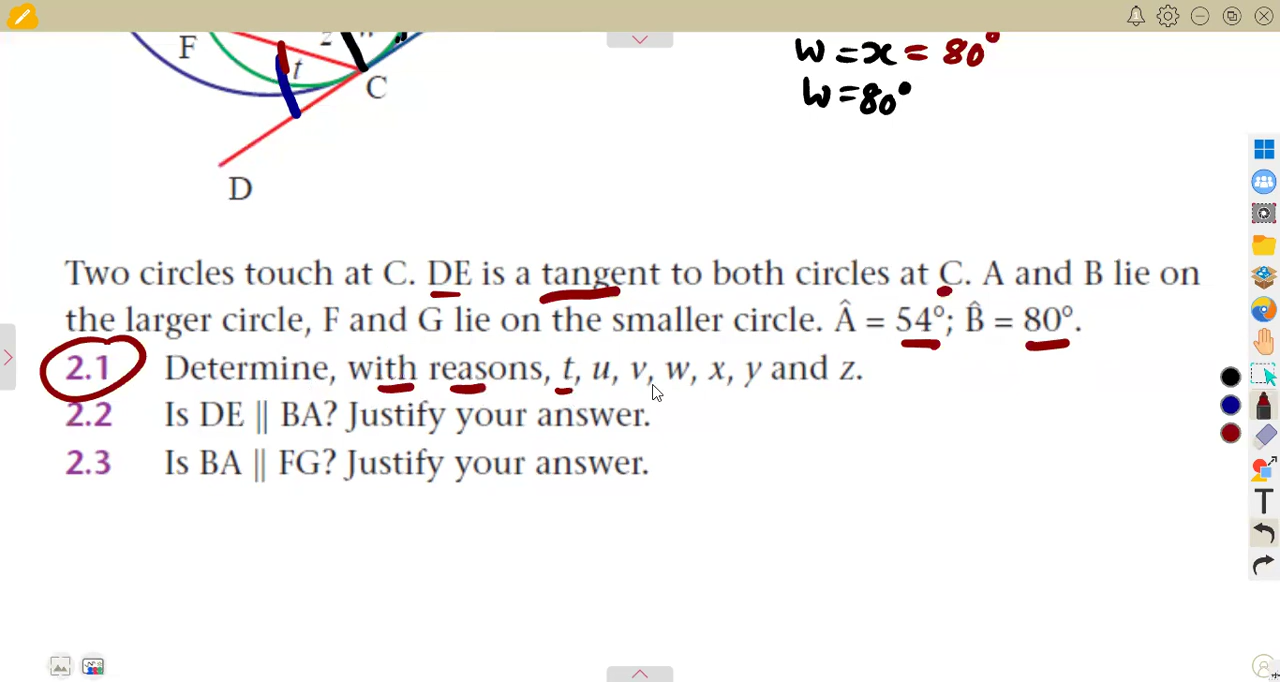 F
z
w
t
C
D
w = x = 80°
w = 80°
Two circles touch at C. DE is a tangent to both circles at C. A and B lie on
the larger circle, F and G lie on the smaller circle. Â = 54°; B̂ = 80°.
2.1 Determine, with reasons, t, u, v, w, x, y and z.
2.2 Is DE || BA? Justify your answer.
2.3 Is BA || FG? Justify your answer.
T